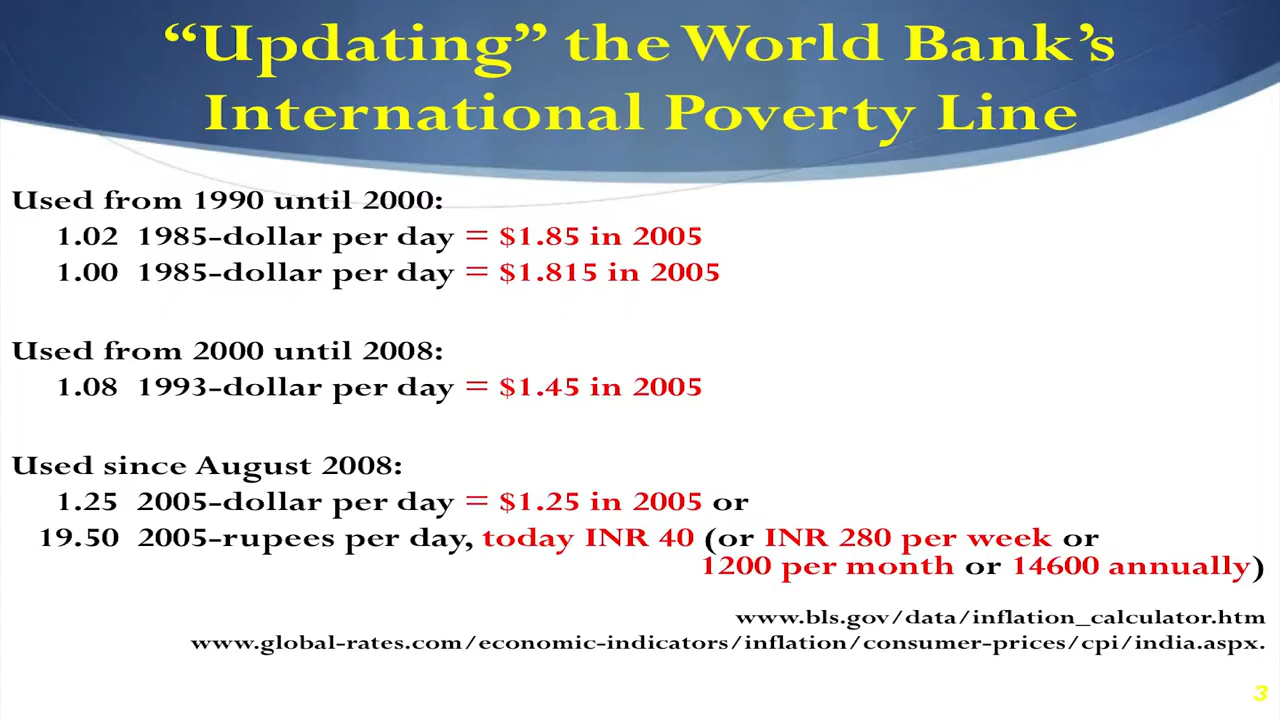 “Updating” the World Bank’s
International Poverty Line
Used from 1990 until 2000:
1.02 1985-dollar per day = $1.85 in 2005
1.00 1985-dollar per day = $1.815 in 2005
Used from 2000 until 2008:
1.08 1993-dollar per day = $1.45 in 2005
Used since August 2008:
1.25 2005-dollar per day = $1.25 in 2005 or
19.50 2005-rupees per day, today INR 40 (or INR 280 per week or
1200 per month or 14600 annually)
www.bls.gov/data/inflation_calculator.htm
www.global-rates.com/economic-indicators/inflation/consumer-prices/cpi/india.aspx.
3